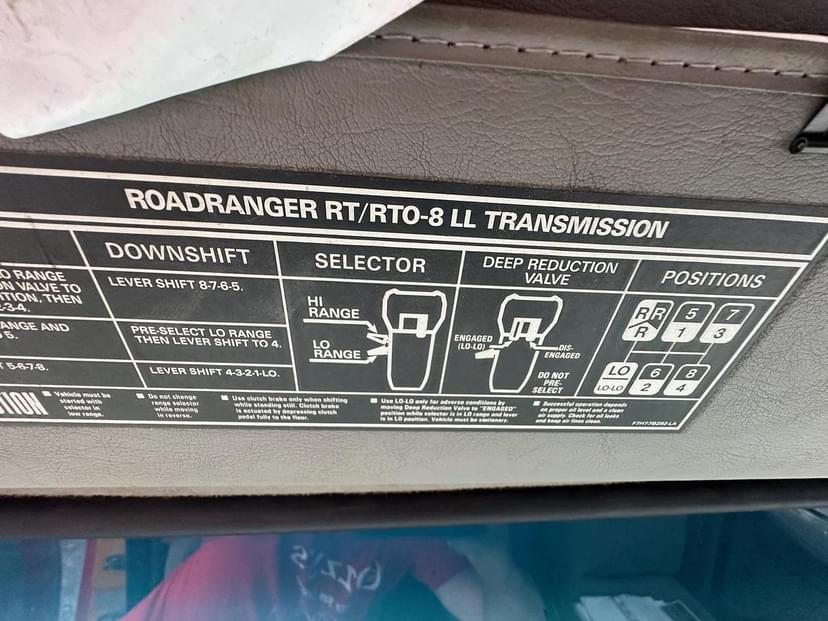 ROADRANGER RT/RTO-8 LL TRANSMISSION
DOWNSHIFT
SELECTOR
DEEP REDUCTION
VALVE
POSITIONS
RANGE
VALVE TO
THEN
-3-4.
AND
5.
5-6-7-8.
LEVER SHIFT 8-7-6-5.
PRE-SELECT LO RANGE
THEN LEVER SHIFT TO 4.
LEVER SHIFT 4-3-2-1-LO.
HI
RANGE
LO
RANGE
ENGAGED
(LO-LO)
DIS-
ENGAGED
DO NOT
PRE-
SELECT
R R 5 7
R 1 3
LO 6 8
LO-LO 2 4
Vehicle must be
started with
selector in
low range.
Do not change
range selector
while moving
in reverse.
Use clutch brake only when shifting
while standing still. Clutch brake
is actuated by depressing clutch
pedal fully to the floor.
Use LO-LO only for adverse conditions by
moving Deep Reduction Valve to "ENGAGED"
position while selector is in LO range and lever
is in LO position. Vehicle must be stationary.
Successful operation depends
on proper oil level and a clean
air supply. Check for oil leaks
and keep air lines clean.